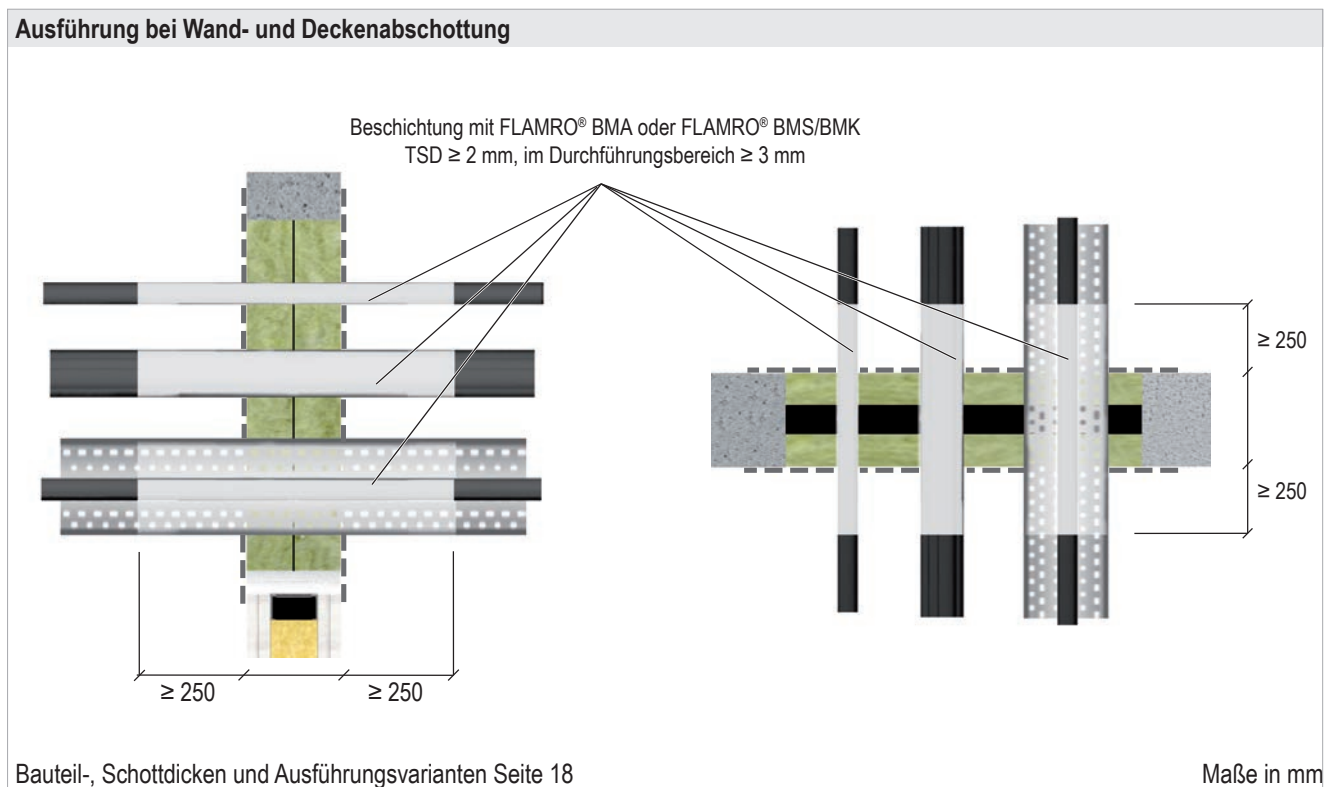 Ausführung bei Wand- und Deckenabschottung
Beschichtung mit FLAMRO® BMA oder FLAMRO® BMS/BMK
TSD ≥ 2 mm, im Durchführungsbereich ≥ 3 mm
≥ 250
≥ 250
≥ 250
≥ 250
Bauteil-, Schottdicken und Ausführungsvarianten Seite 18
Maße in mm